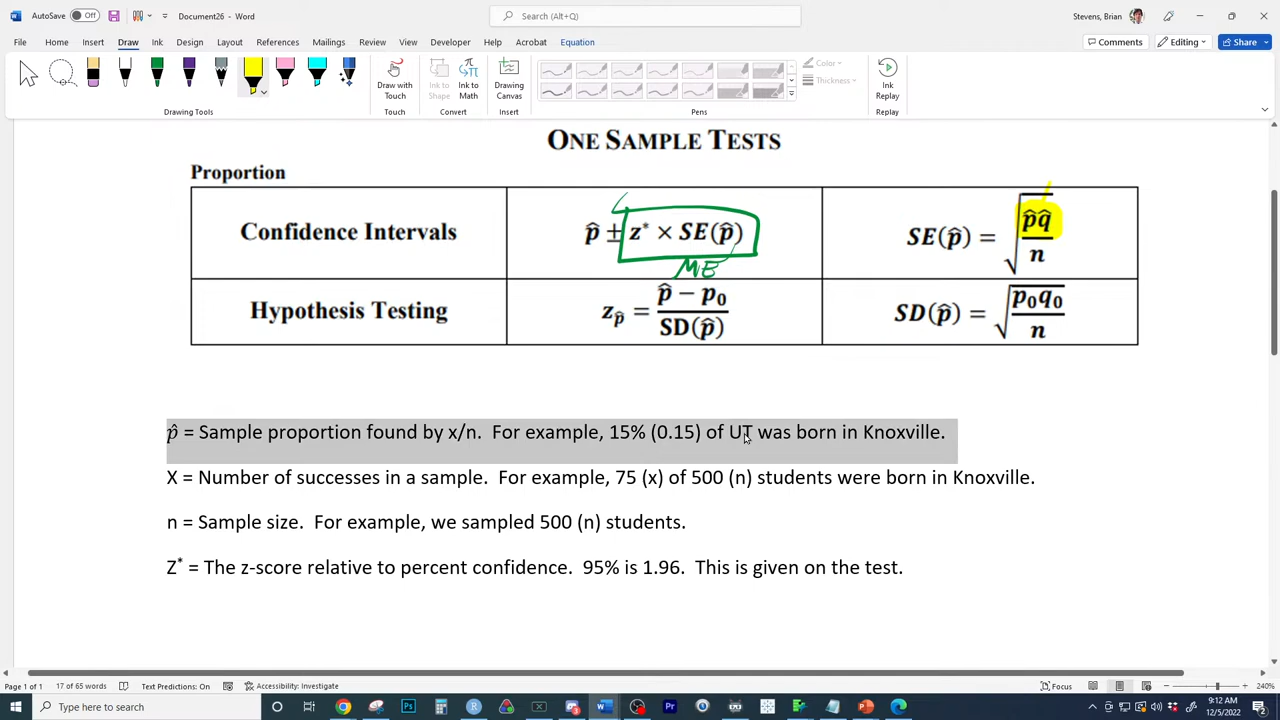 AutoSave Off Document26 - Word Search (Alt+Q) Stevens, Brian
File Home Insert Draw Ink Design Layout References Mailings Review View Developer Help Acrobat Equation Comments Editing Share
Draw with Touch Ink to Shape Ink to Math Drawing Canvas Color Thickness Ink Replay
Drawing Tools Touch Convert Insert Pens Replay
ONE SAMPLE TESTS
Proportion
Confidence Intervals p̂ ± z* × SE(p̂) SE(p̂) = √(p̂q̂/n)
ME
Hypothesis Testing z_p̂ = (p̂ − p₀)/SD(p̂) SD(p̂) = √(p₀q₀/n)
p̂ = Sample proportion found by x/n. For example, 15% (0.15) of UT was born in Knoxville.
X = Number of successes in a sample. For example, 75 (x) of 500 (n) students were born in Knoxville.
n = Sample size. For example, we sampled 500 (n) students.
Z* = The z-score relative to percent confidence. 95% is 1.96. This is given on the test.
Page 1 of 1 17 of 65 words Text Predictions: On Accessibility: Investigate Focus 240%
Type here to search 9:12 AM
12/5/2022